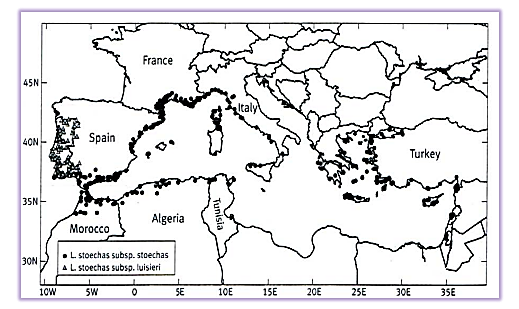 France
45N
Italy
40N
Spain
Turkey
35N
Tunisia
Algeria
Morocco
L. stoechas subsp. stoechas
L. stoechas subsp. luisieri
30N
10W 5W 0 5E 10E 15E 20E 25E 30E 35E